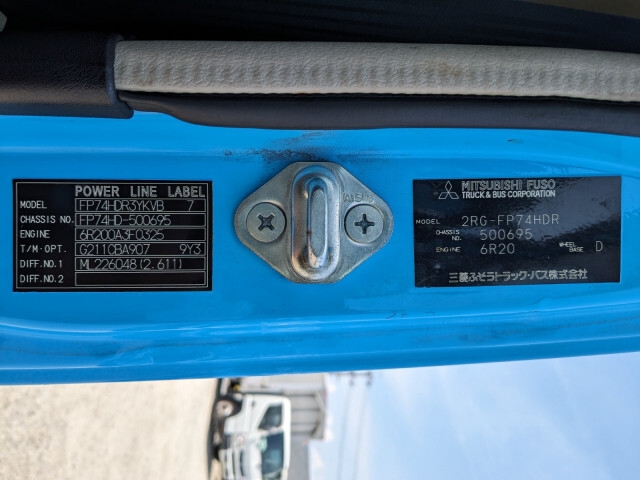 POWER LINE LABEL
MODEL FP74HDR3YKVB 7
CHASSIS NO. FP74HD-500695
ENGINE 6R200A3F0325
T/M·OPT. G211CBA907 9Y3
DIFF.NO.1 ML226048(2.611)
DIFF.NO.2
MITSUBISHI FUSO
TRUCK & BUS CORPORATION
MODEL 2RG-FP74HDR
CHASSIS NO. 500695
ENGINE 6R20 WHEEL BASE D
三菱ふそうトラック・バス株式会社